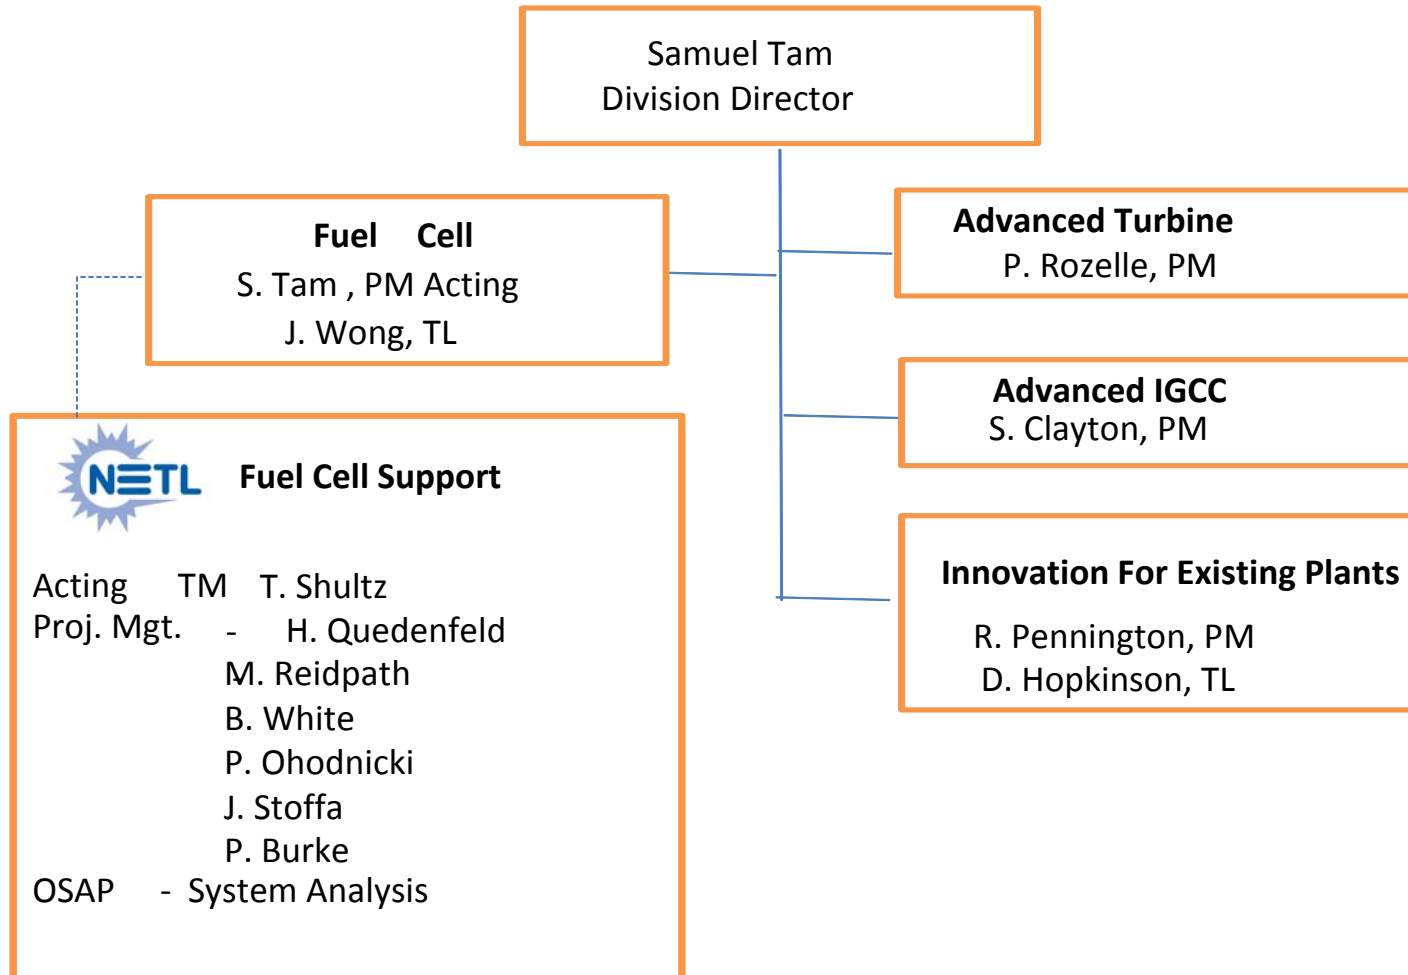 Samuel Tam
Division Director
Fuel Cell
S. Tam , PM Acting
J. Wong, TL
Advanced Turbine
P. Rozelle, PM
Advanced IGCC
S. Clayton, PM
Innovation For Existing Plants
R. Pennington, PM
D. Hopkinson, TL
NETL
Fuel Cell Support
Acting TM T. Shultz
Proj. Mgt. - H. Quedenfeld
- M. Reidpath
B. White
P. Ohodnicki
J. Stoffa
P. Burke
OSAP - System Analysis